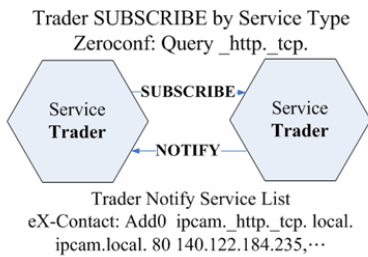 Trader SUBSCRIBE by Service Type
Zeroconf: Query _http._tcp.
Service
Trader
SUBSCRIBE
NOTIFY
Service
Trader
Trader Notify Service List
eX-Contact: Add0 ipcam._http._tcp. local.
ipcam.local. 80 140.122.184.235,⋯